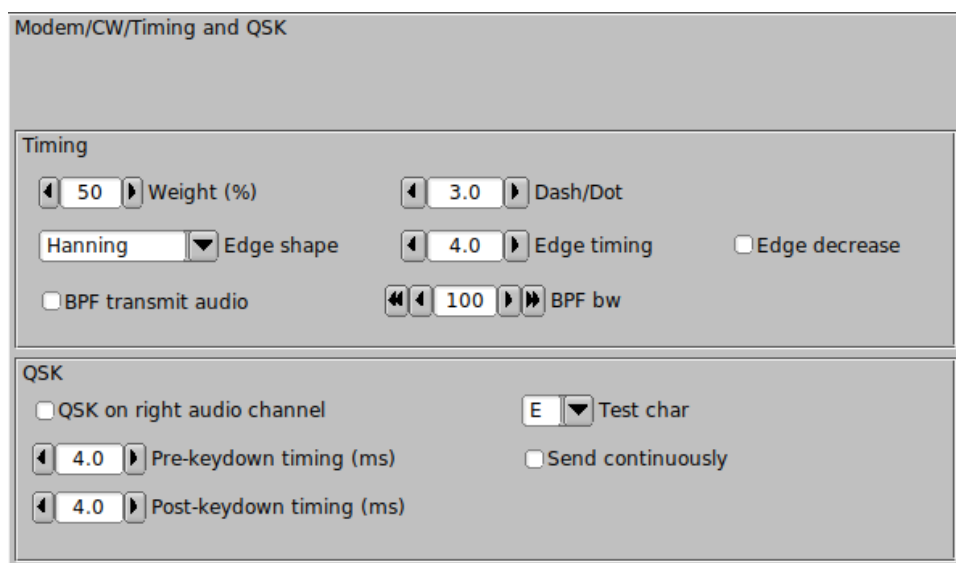 Modem/CW/Timing and QSK
Timing
50 Weight (%) 3.0 Dash/Dot
Hanning Edge shape 4.0 Edge timing Edge decrease
BPF transmit audio 100 BPF bw
QSK
QSK on right audio channel E Test char
4.0 Pre-keydown timing (ms) Send continuously
4.0 Post-keydown timing (ms)